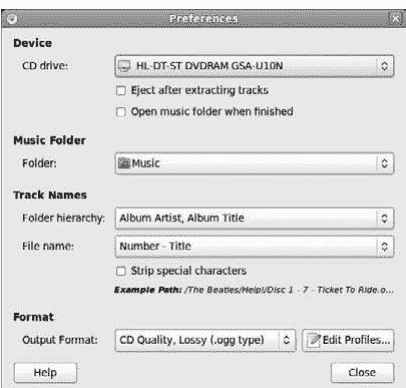 Preferences
Device
CD drive: HL-DT-ST DVDRAM GSA-U10N
Eject after extracting tracks
Open music folder when finished
Music Folder
Folder: Music
Track Names
Folder hierarchy: Album Artist, Album Title
File name: Number - Title
Strip special characters
Example Path: /The Beatles/Help!/Disc 1 - 7 - Ticket To Ride.o...
Format
Output Format: CD Quality, Lossy (.ogg type) Edit Profiles...
Help Close